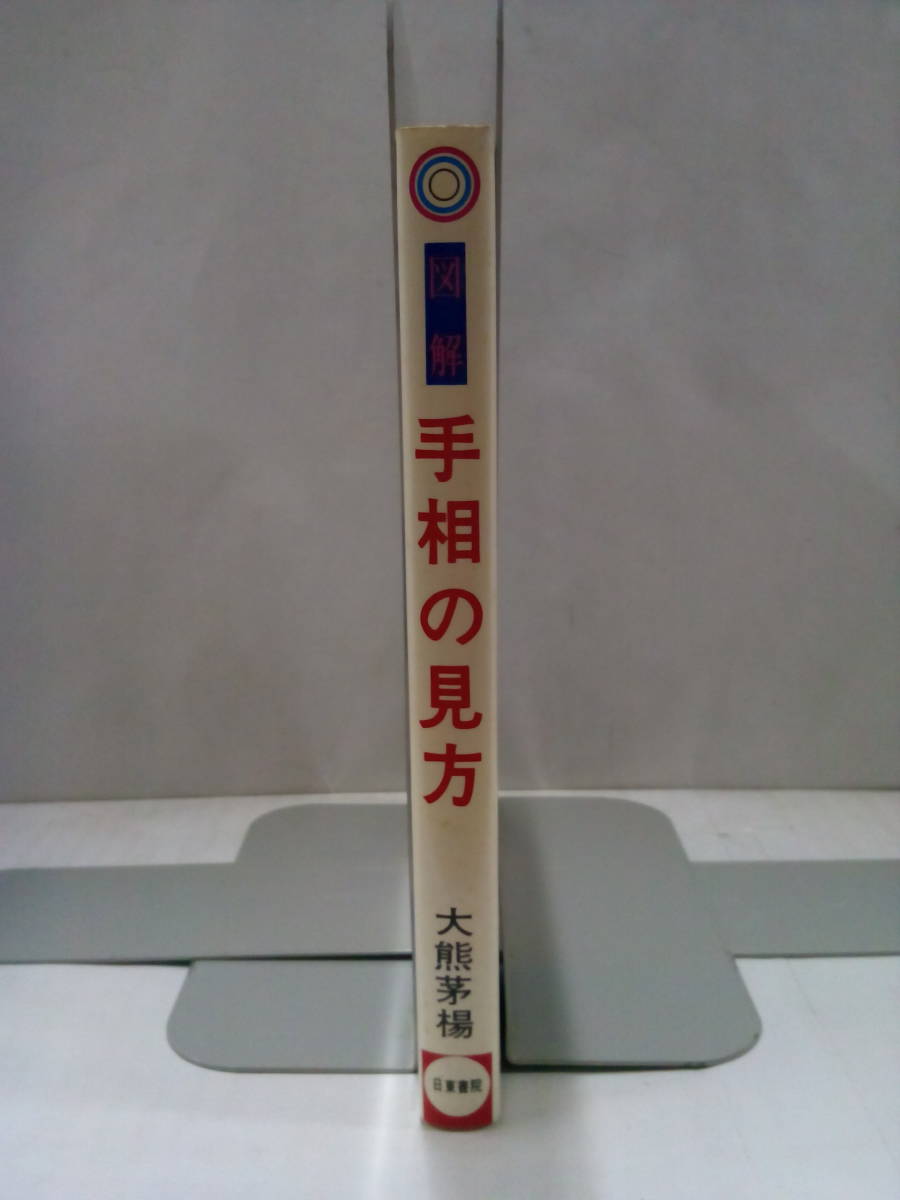 図解
手相の見方
大熊茅楊
日東書院